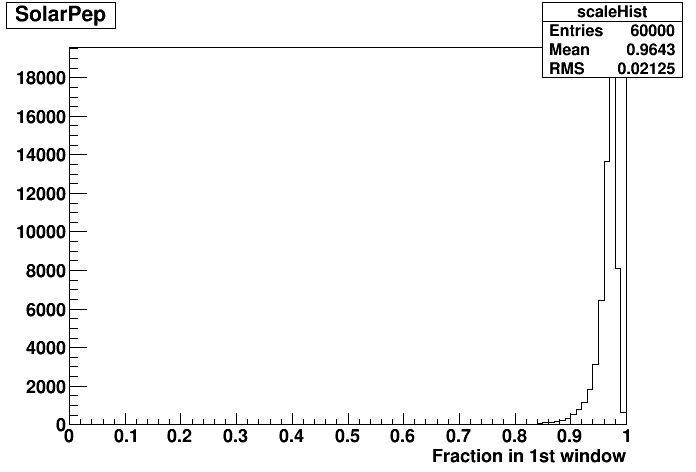 SolarPep
scaleHist
Entries 60000
Mean 0.9643
RMS 0.02125
18000
16000
14000
12000
10000
8000
6000
4000
2000
0
0 0.1 0.2 0.3 0.4 0.5 0.6 0.7 0.8 0.9 1
Fraction in 1st window